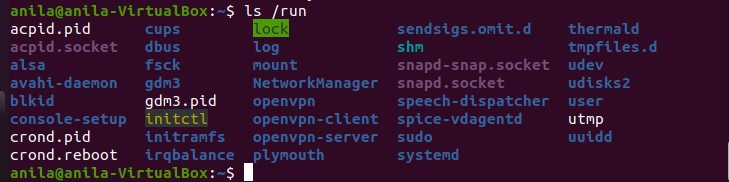 anila@anila-VirtualBox:~$ ls /run
acpid.pid cups lock sendsigs.omit.d thermald
acpid.socket dbus log shm tmpfiles.d
alsa fsck mount snapd-snap.socket udev
avahi-daemon gdm3 NetworkManager snapd.socket udisks2
blkid gdm3.pid openvpn speech-dispatcher user
console-setup initctl openvpn-client spice-vdagentd utmp
crond.pid initramfs openvpn-server sudo uuidd
crond.reboot irqbalance plymouth systemd
anila@anila-VirtualBox:~$